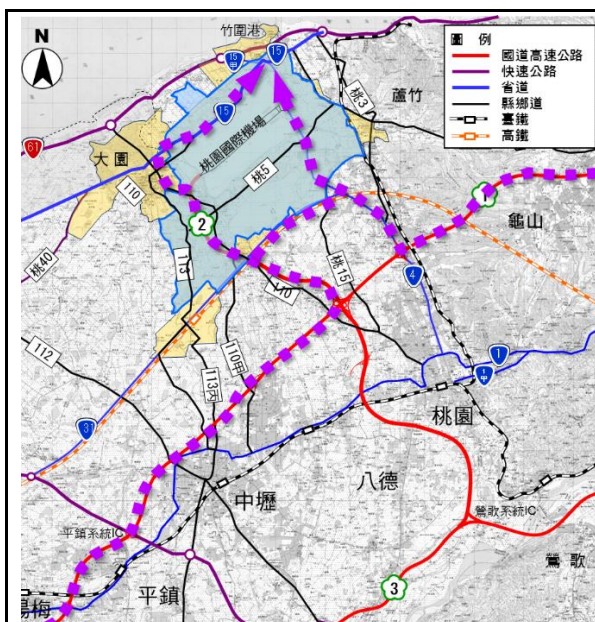 N
竹圍港
15甲
15
圖 例
國道高速公路
快速公路
省道
縣鄉道
臺鐵
高鐵
桃3
蘆竹
15
桃園國際機場
61
大園
110
桃5
1
龜山
2
桃40
113
4
桃15
110
112
110甲
113丙
1
1甲
31
桃園
八德
中壢
平鎮系統IC
鶯歌系統IC
鶯歌
3
平鎮
楊梅